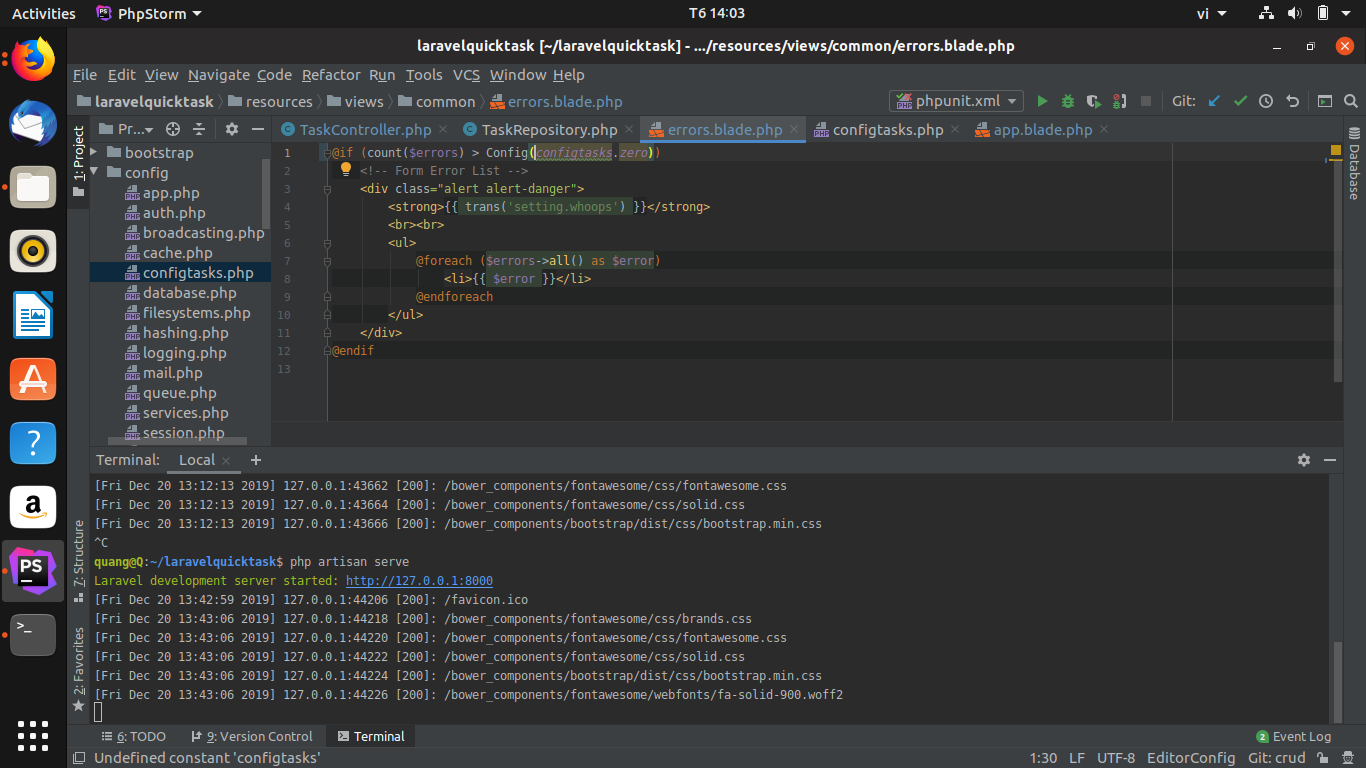 Activities PhpStorm T6 14:03 vi
laravelquicktask [~/laravelquicktask] - .../resources/views/common/errors.blade.php
File Edit View Navigate Code Refactor Run Tools VCS Window Help
laravelquicktask resources views common errors.blade.php phpunit.xml Git:
1: Project
Pr...
TaskController.php TaskRepository.php errors.blade.php configtasks.php app.blade.php
Database
bootstrap
config
app.php
auth.php
broadcasting.php
cache.php
configtasks.php
database.php
filesystems.php
hashing.php
logging.php
mail.php
queue.php
services.php
session.php
1 @if (count($errors) > Config(configtasks.zero))
2 <!-- Form Error List -->
3 <div class="alert alert-danger">
4 <strong>{{ trans('setting.whoops') }}</strong>
5 <br><br>
6 <ul>
7 @foreach ($errors->all() as $error)
8 <li>{{ $error }}</li>
9 @endforeach
10 </ul>
11 </div>
12 @endif
13
Terminal: Local +
[Fri Dec 20 13:12:13 2019] 127.0.0.1:43662 [200]: /bower_components/fontawesome/css/fontawesome.css
[Fri Dec 20 13:12:13 2019] 127.0.0.1:43664 [200]: /bower_components/fontawesome/css/solid.css
[Fri Dec 20 13:12:13 2019] 127.0.0.1:43666 [200]: /bower_components/bootstrap/dist/css/bootstrap.min.css
^C
quang@Q:~/laravelquicktask$ php artisan serve
Laravel development server started: http://127.0.0.1:8000
[Fri Dec 20 13:42:59 2019] 127.0.0.1:44206 [200]: /favicon.ico
[Fri Dec 20 13:43:06 2019] 127.0.0.1:44218 [200]: /bower_components/fontawesome/css/brands.css
[Fri Dec 20 13:43:06 2019] 127.0.0.1:44220 [200]: /bower_components/fontawesome/css/fontawesome.css
[Fri Dec 20 13:43:06 2019] 127.0.0.1:44222 [200]: /bower_components/fontawesome/css/solid.css
[Fri Dec 20 13:43:06 2019] 127.0.0.1:44224 [200]: /bower_components/bootstrap/dist/css/bootstrap.min.css
[Fri Dec 20 13:43:06 2019] 127.0.0.1:44226 [200]: /bower_components/fontawesome/webfonts/fa-solid-900.woff2
7: Structure
2: Favorites
6: TODO 9: Version Control Terminal 2 Event Log
Undefined constant 'configtasks' 1:30 LF UTF-8 EditorConfig Git: crud